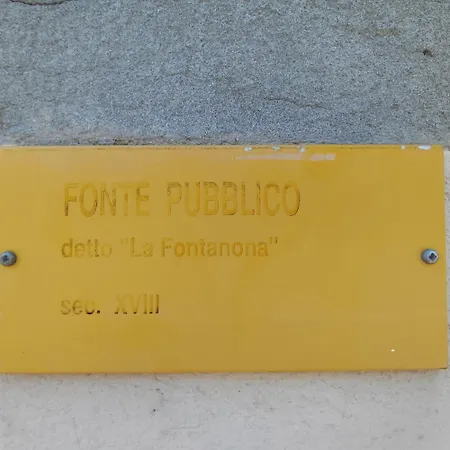 FONTE PUBBLICO
detto "La Fontanona"
sec. XVIII